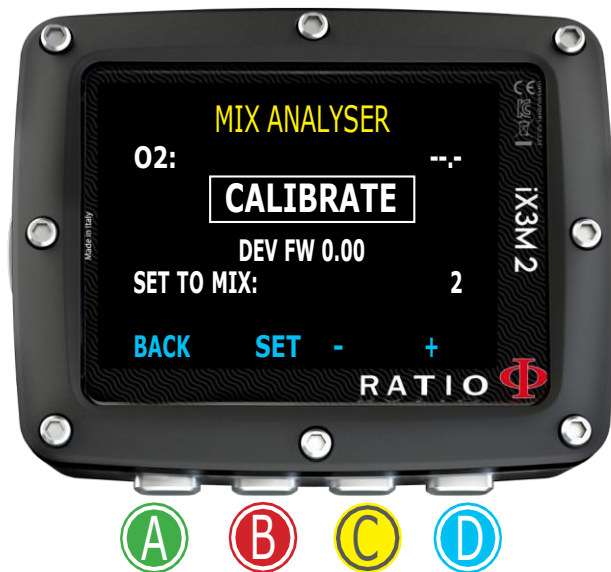 MIX ANALYSER
O2: --.-
CALIBRATE
DEV FW 0.00
SET TO MIX: 2
BACK SET - +
Made in Italy
iX3M 2
RATIO
A B C D